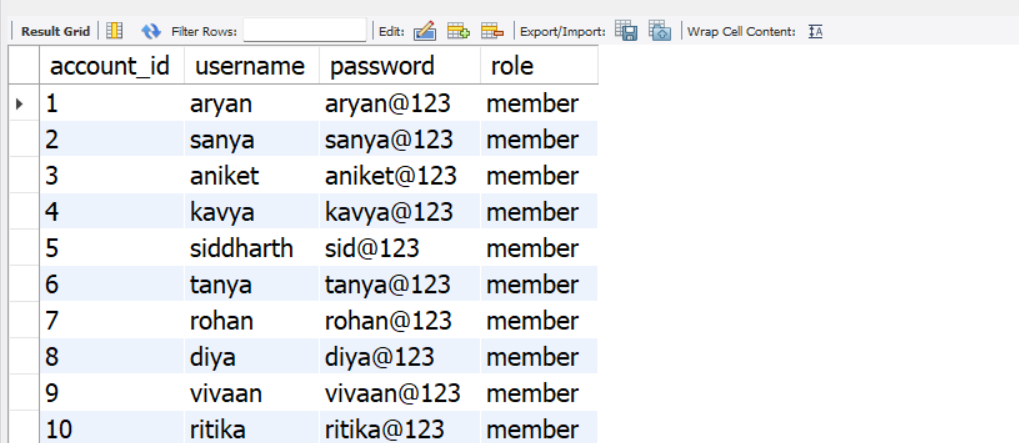 Result Grid Filter Rows: Edit: Export/Import: Wrap Cell Content: IA
account_id username password role
1 aryan aryan@123 member
2 sanya sanya@123 member
3 aniket aniket@123 member
4 kavya kavya@123 member
5 siddharth sid@123 member
6 tanya tanya@123 member
7 rohan rohan@123 member
8 diya diya@123 member
9 vivaan vivaan@123 member
10 ritika ritika@123 member